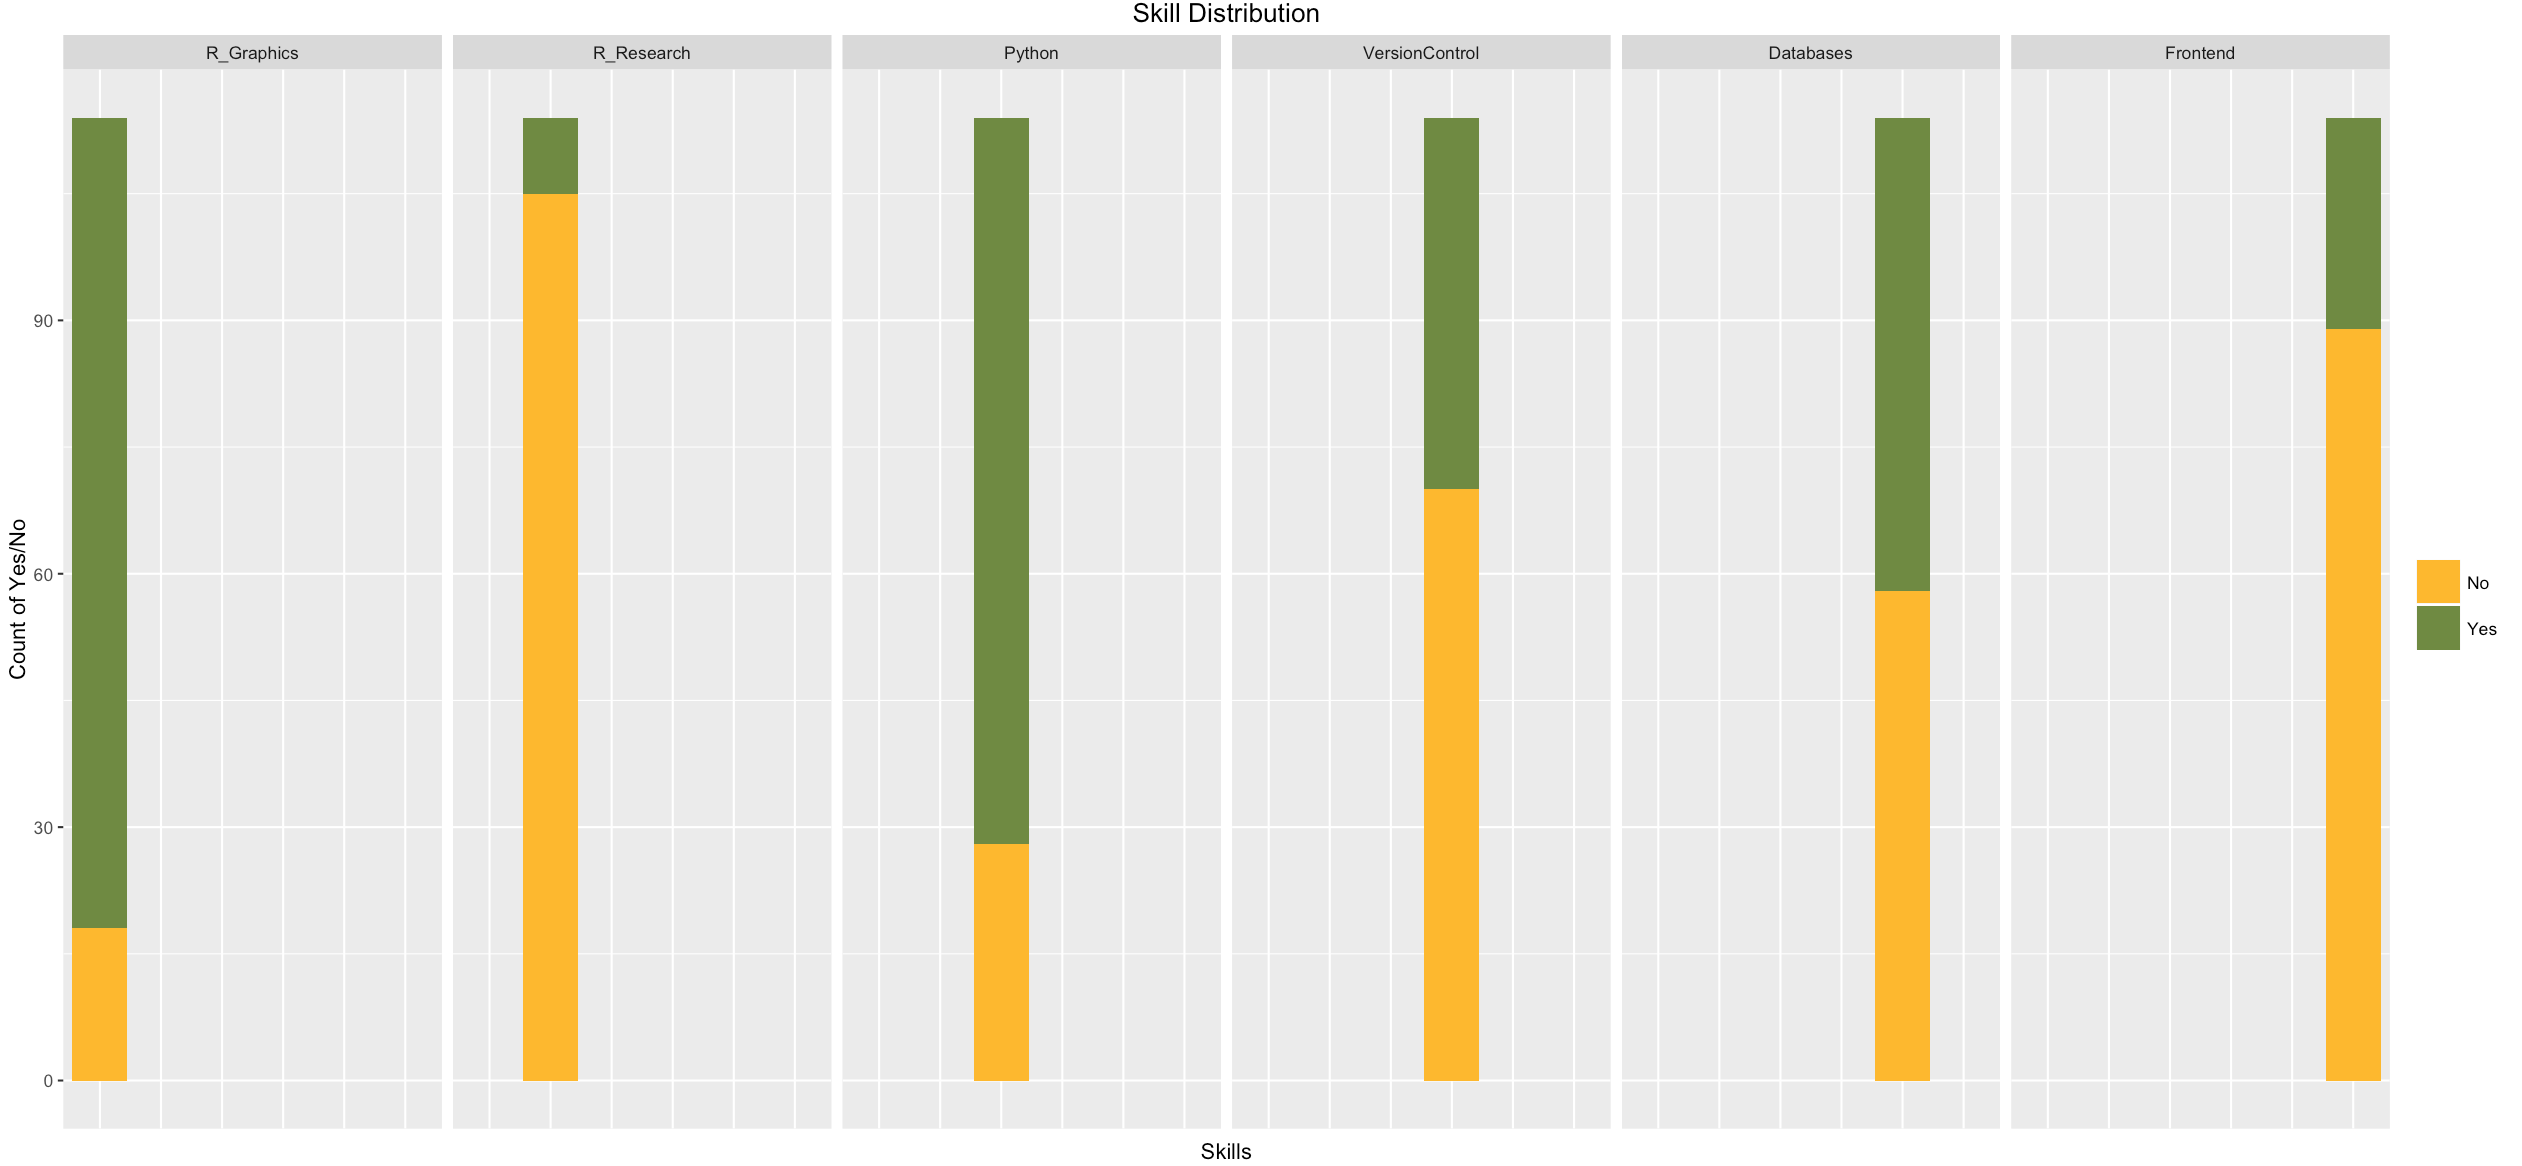 Skill Distribution
R_Graphics
R_Research
Python
VersionControl
Databases
Frontend
Count of Yes/No
90
60
30
0
No
Yes
Skills